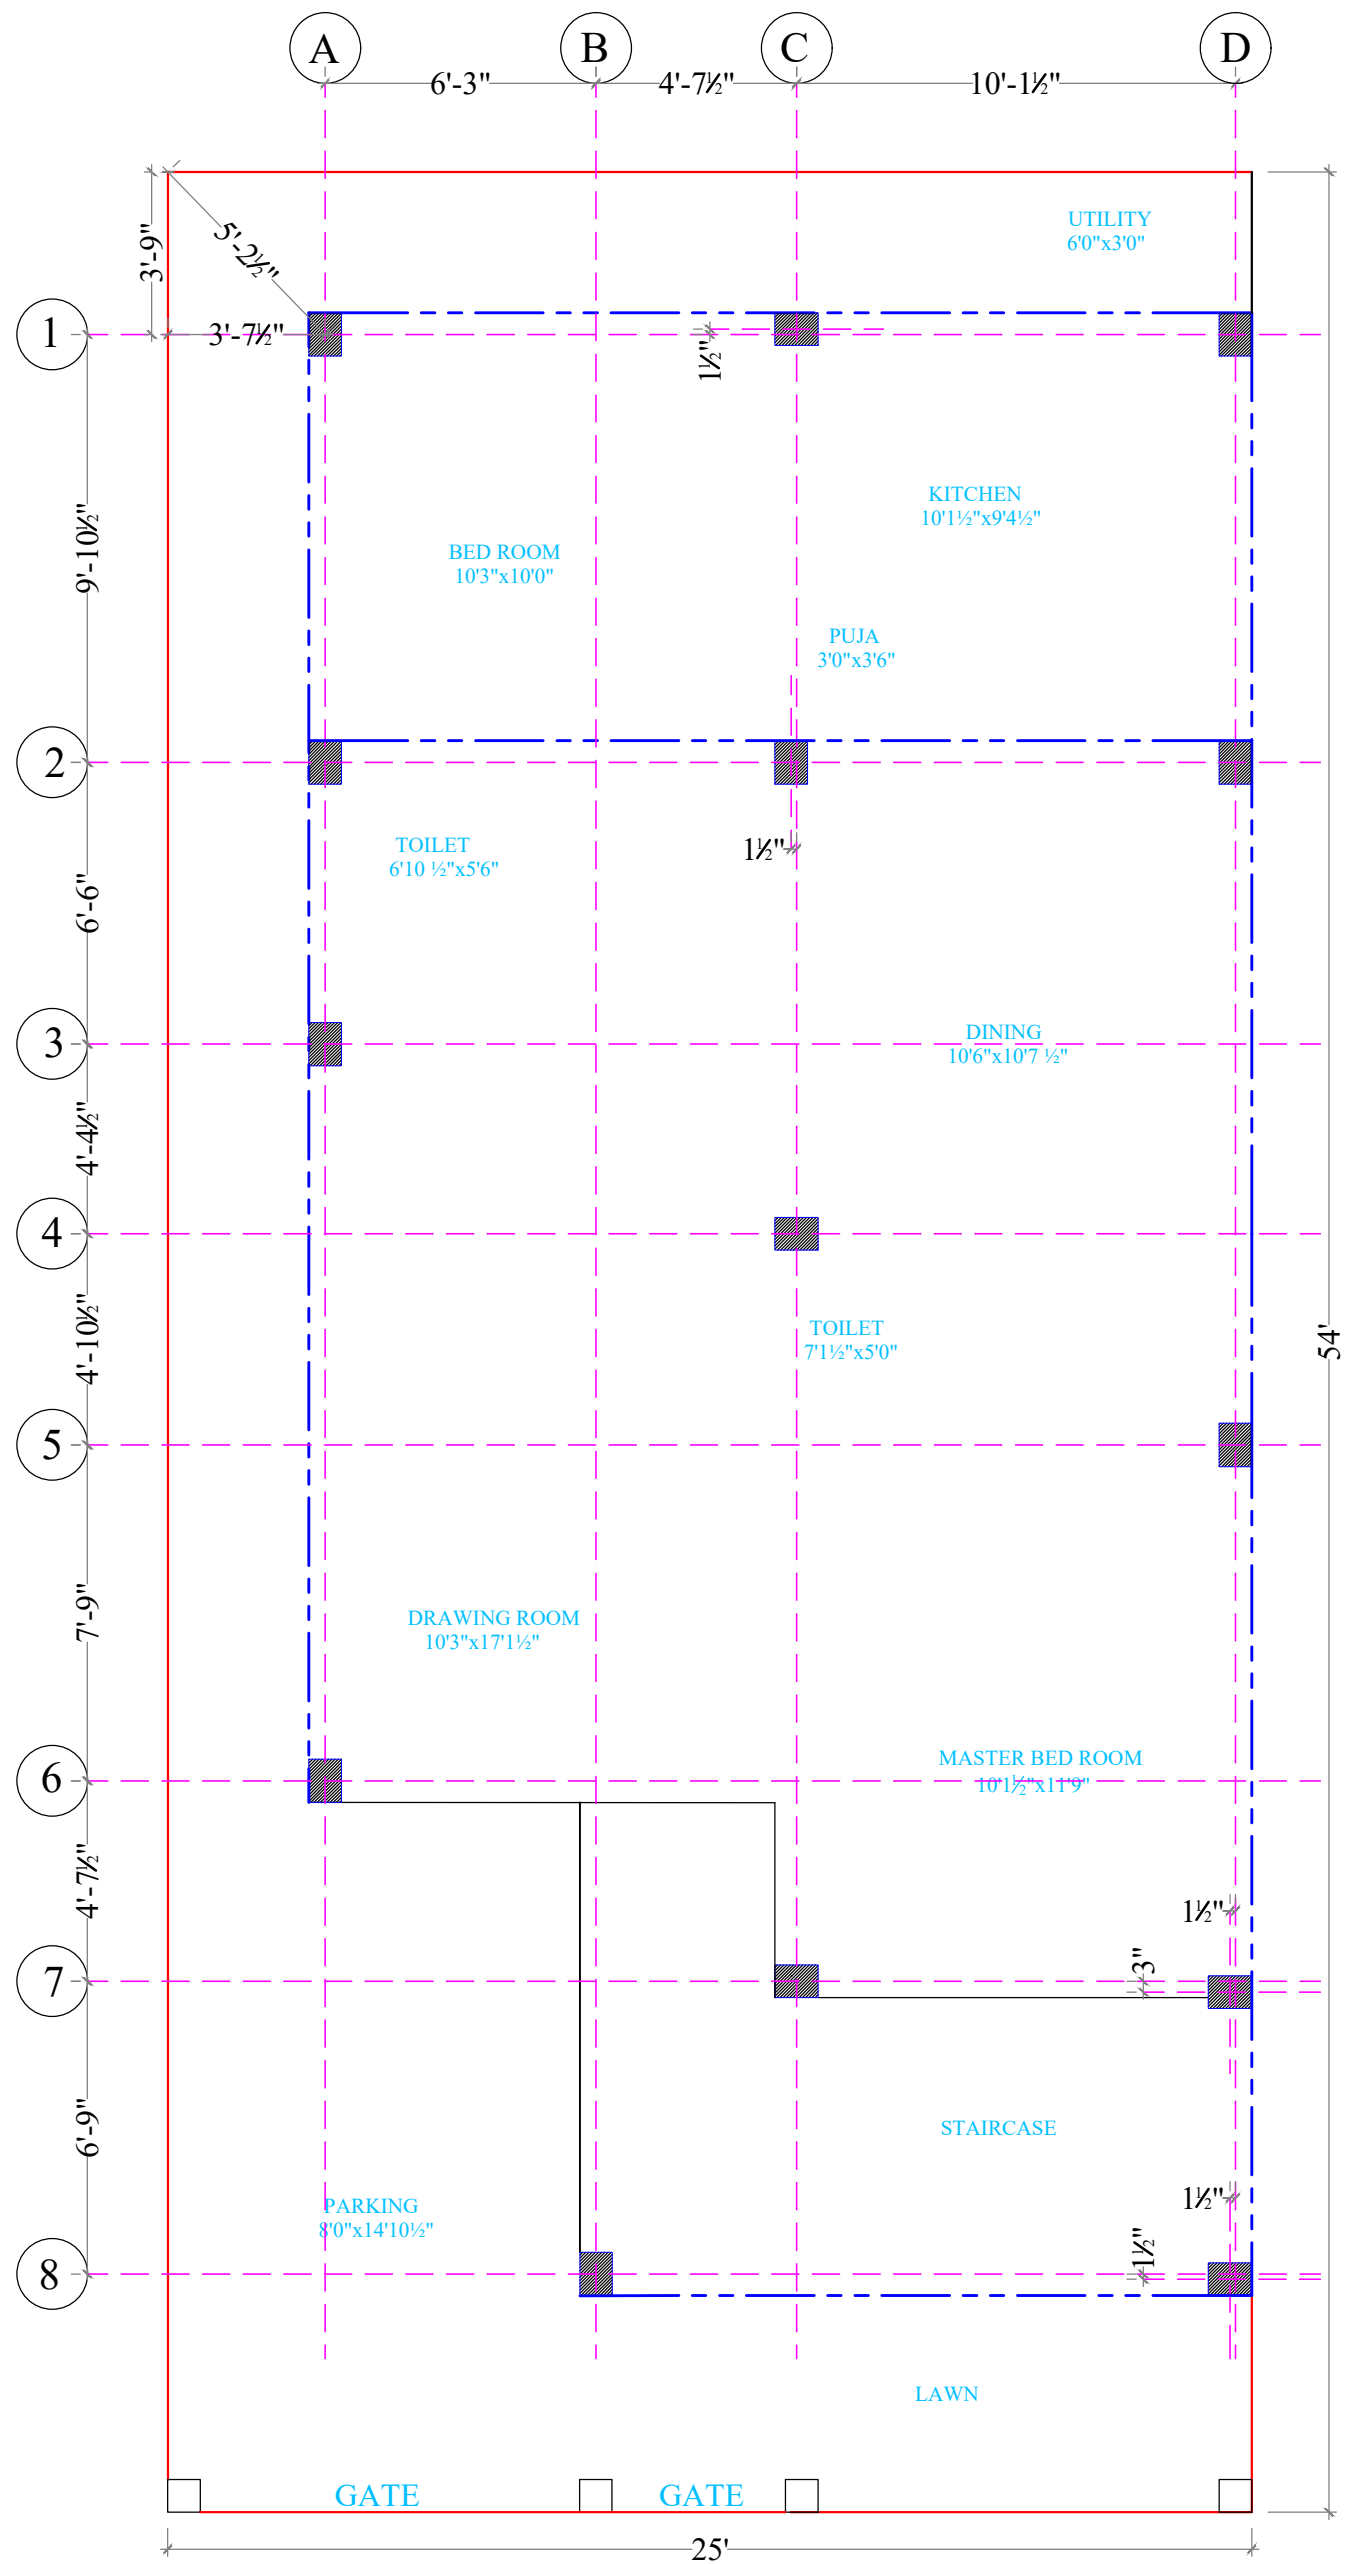 A B C D
6'-3" 4'-7½" 10'-1½"
UTILITY
6'0"x3'0"
3'-9"
5'-2½"
1
3'-7½"
1½"
9'-10½"
KITCHEN
10'1½"x9'4½"
BED ROOM
10'3"x10'0"
PUJA
3'0"x3'6"
2
1½"
TOILET
6'10 ½"x5'6"
6'-6"
3
DINING
10'6"x10'7 ½"
4'-4½"
4
4'-10½"
TOILET
7'1½"x5'0"
54'
5
7'-9"
DRAWING ROOM
10'3"x17'1½"
MASTER BED ROOM
10'1½"x11'9"
6
4'-7½"
1½"
3"
7
6'-9"
STAIRCASE
PARKING
8'0"x14'10½"
1½"
1½"
8
LAWN
GATE GATE
25'